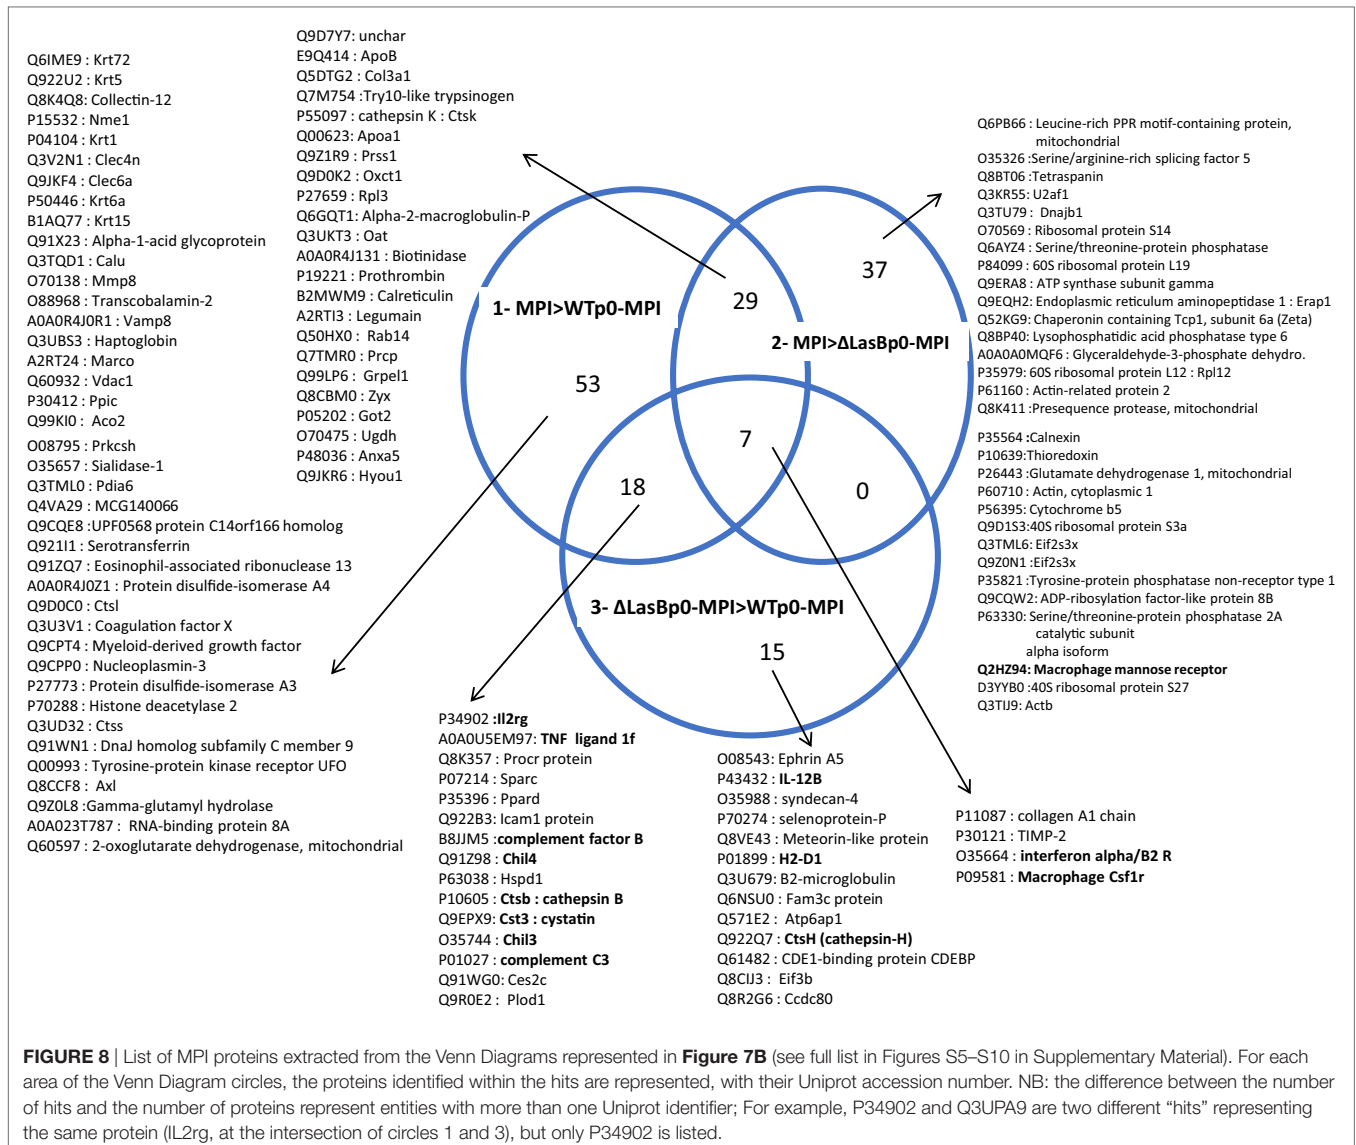 Q6IME9 : Krt72
Q922U2 : Krt5
Q8K4Q8: Collectin-12
P15532 : Nme1
P04104 : Krt1
Q3V2N1 : Clec4n
Q9JKF4 : Clec6a
P50446 : Krt6a
B1AQ77 : Krt15
Q91X23 : Alpha-1-acid glycoprotein
Q3TQD1 : Calu
O70138 : Mmp8
O88968 : Transcobalamin-2
A0A0R4J0R1 : Vamp8
Q3UBS3 : Haptoglobin
A2RT24 : Marco
Q60932 : Vdac1
P30412 : Ppic
Q99KI0 : Aco2
O08795 : Prkcsh
O35657 : Sialidase-1
Q3TML0 : Pdia6
Q4VA29 : MCG140066
Q9CQE8 : UPF0568 protein C14orf166 homolog
Q921I1 : Serotransferrin
Q91ZQ7 : Eosinophil-associated ribonuclease 13
A0A0R4J0Z1 : Protein disulfide-isomerase A4
Q9D0C0 : Ctsl
Q3U3V1 : Coagulation factor X
Q9CPT4 : Myeloid-derived growth factor
Q9CPP0 : Nucleoplasmin-3
P27773 : Protein disulfide-isomerase A3
P70288 : Histone deacetylase 2
Q3UD32 : Ctss
Q91WN1 : DnaJ homolog subfamily C member 9
Q00993 : Tyrosine-protein kinase receptor UFO
Q8CCF8 : Axl
Q9Z0L8 :Gamma-glutamyl hydrolase
A0A023T787 : RNA-binding protein 8A
Q60597 : 2-oxoglutarate dehydrogenase, mitochondrial
Q9D7Y7: unchar
E9Q414 : ApoB
Q5DTG2 : Col3a1
Q7M754 :Try10-like trypsinogen
P55097 : cathepsin K : Ctsk
Q00623: Apoa1
Q9Z1R9 : Prss1
Q9D0K2 : Oxct1
P27659 : Rpl3
Q6GQT1: Alpha-2-macroglobulin-P
Q3UKT3 : Oat
A0A0R4J131 : Biotinidase
P19221 : Prothrombin
B2MWM9 : Calreticulin
A2RTI3 : Legumain
Q50HX0 : Rab14
Q7TMR0 : Prcp
Q99LP6 : Grpel1
Q8CBM0 : Zyx
P05202 : Got2
O70475 : Ugdh
P48036 : Anxa5
Q9JKR6 : Hyou1
1- MPI>WTp0-MPI
29
37
2- MPI>ΔLasBp0-MPI
53
7
18
0
3- ΔLasBp0-MPI>WTp0-MPI
15
Q6PB66 : Leucine-rich PPR motif-containing protein,
mitochondrial
O35326 :Serine/arginine-rich splicing factor 5
Q8BT06 :Tetraspanin
Q3KR55: U2af1
Q3TU79 : Dnajb1
O70569 : Ribosomal protein S14
Q6AYZ4 : Serine/threonine-protein phosphatase
P84099 : 60S ribosomal protein L19
Q9ERA8 : ATP synthase subunit gamma
Q9EQH2: Endoplasmic reticulum aminopeptidase 1 : Erap1
Q52KG9: Chaperonin containing Tcp1, subunit 6a (Zeta)
Q8BP40: Lysophosphatidic acid phosphatase type 6
A0A0A0MQF6 : Glyceraldehyde-3-phosphate dehydro.
P35979: 60S ribosomal protein L12 : Rpl12
P61160 : Actin-related protein 2
Q8K411 :Presequence protease, mitochondrial
P35564 :Calnexin
P10639:Thioredoxin
P26443 :Glutamate dehydrogenase 1, mitochondrial
P60710 : Actin, cytoplasmic 1
P56395: Cytochrome b5
Q9D1S3:40S ribosomal protein S3a
Q3TML6: Eif2s3x
Q9Z0N1 :Eif2s3x
P35821 :Tyrosine-protein phosphatase non-receptor type 1
Q9CQW2: ADP-ribosylation factor-like protein 8B
P63330: Serine/threonine-protein phosphatase 2A
catalytic subunit
alpha isoform
Q2HZ94: Macrophage mannose receptor
D3YYB0 :40S ribosomal protein S27
Q3TIJ9: Actb
P34902 :Il2rg
A0A0U5EM97: TNF ligand 1f
Q8K357 : Procr protein
P07214 : Sparc
P35396 : Ppard
Q922B3: Icam1 protein
B8JJM5 : complement factor B
Q91Z98 : Chil4
P63038 : Hspd1
P10605 : Ctsb : cathepsin B
Q9EPX9: Cst3 : cystatin
O35744 : Chil3
P01027 : complement C3
Q91WG0: Ces2c
Q9R0E2 : Plod1
O08543: Ephrin A5
P43432 : IL-12B
O35988 : syndecan-4
P70274 : selenoprotein-P
Q8VE43 : Meteorin-like protein
P01899 : H2-D1
Q3U679: B2-microglobulin
Q6NSU0 : Fam3c protein
Q571E2 : Atp6ap1
Q922Q7 : CtsH (cathepsin-H)
Q61482 : CDE1-binding protein CDEBP
Q8CIJ3 : Eif3b
Q8R2G6 : Ccdc80
P11087 : collagen A1 chain
P30121 : TIMP-2
O35664 : interferon alpha/B2 R
P09581 : Macrophage Csf1r
FIGURE 8 | List of MPI proteins extracted from the Venn Diagrams represented in Figure 7B (see full list in Figures S5–S10 in Supplementary Material). For each
area of the Venn Diagram circles, the proteins identified within the hits are represented, with their Uniprot accession number. NB: the difference between the number
of hits and the number of proteins represent entities with more than one Uniprot identifier; For example, P34902 and Q3UPA9 are two different “hits” representing
the same protein (IL2rg, at the intersection of circles 1 and 3), but only P34902 is listed.